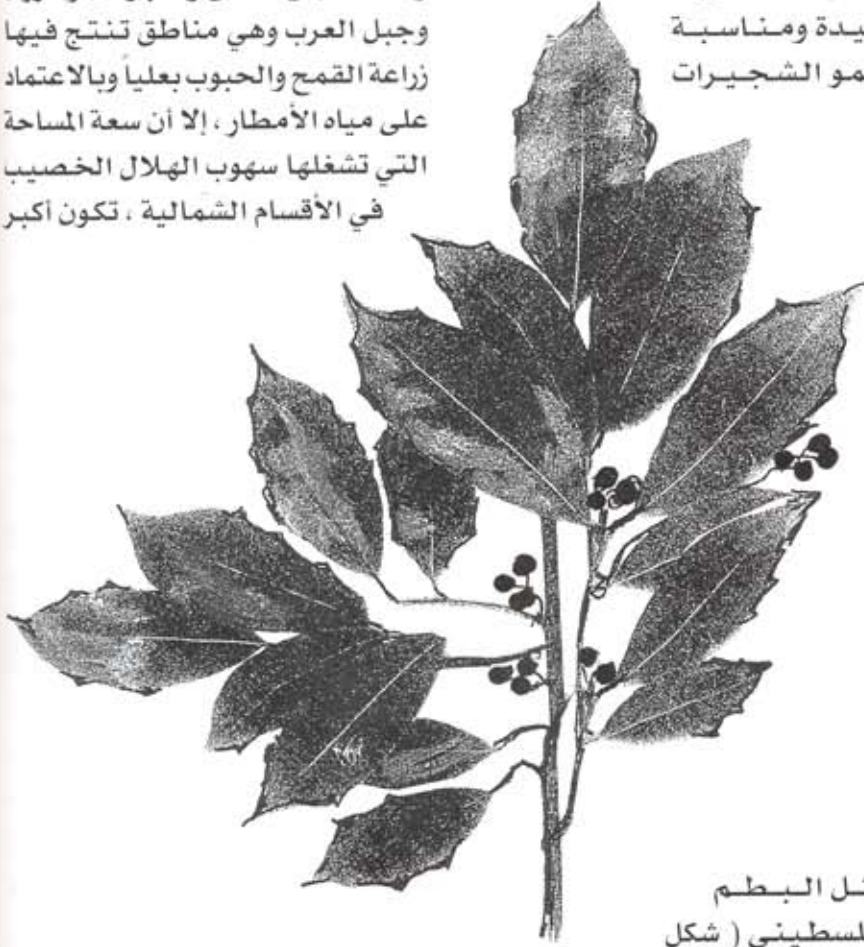 يدة ومناسبة
مو الشجيرات
ـل البطم
لسطيني ( شكل
وجبل العرب وهي مناطق تنتج فيها
زراعة القمح والحبوب بعلياً وبالاعتماد
على مياه الأمطار ، إلا أن سعة المساحة
التي تشغلها سهوب الهلال الخصيب
في الأقسام الشمالية ، تكون أكبر